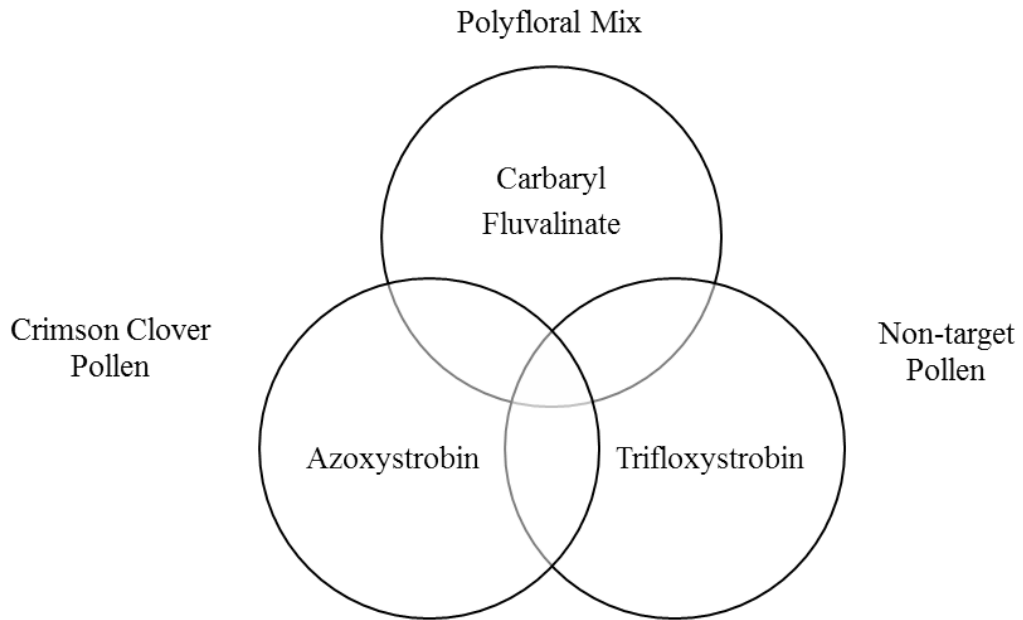 Polyfloral Mix
Carbaryl
Fluvalinate
Crimson Clover
Pollen
Non-target
Pollen
Azoxystrobin
Trifloxystrobin